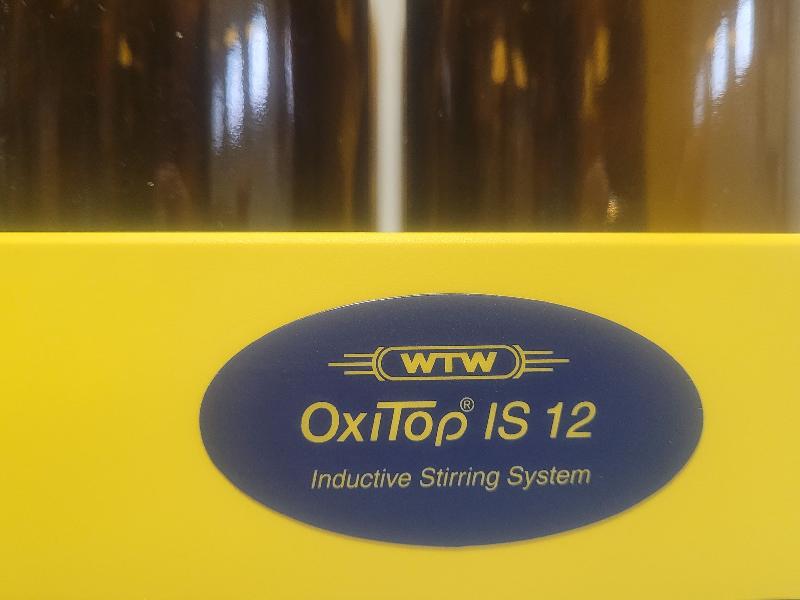 WTW
OxiTop® IS 12
Inductive Stirring System